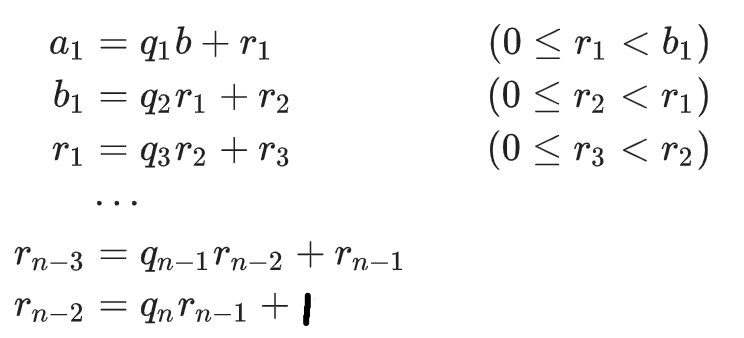 a₁ = q₁b + r₁ (0 ≤ r₁ < b₁)
b₁ = q₂r₁ + r₂ (0 ≤ r₂ < r₁)
r₁ = q₃r₂ + r₃ (0 ≤ r₃ < r₂)
...
rₙ₋₃ = qₙ₋₁rₙ₋₂ + rₙ₋₁
rₙ₋₂ = qₙrₙ₋₁ + 1